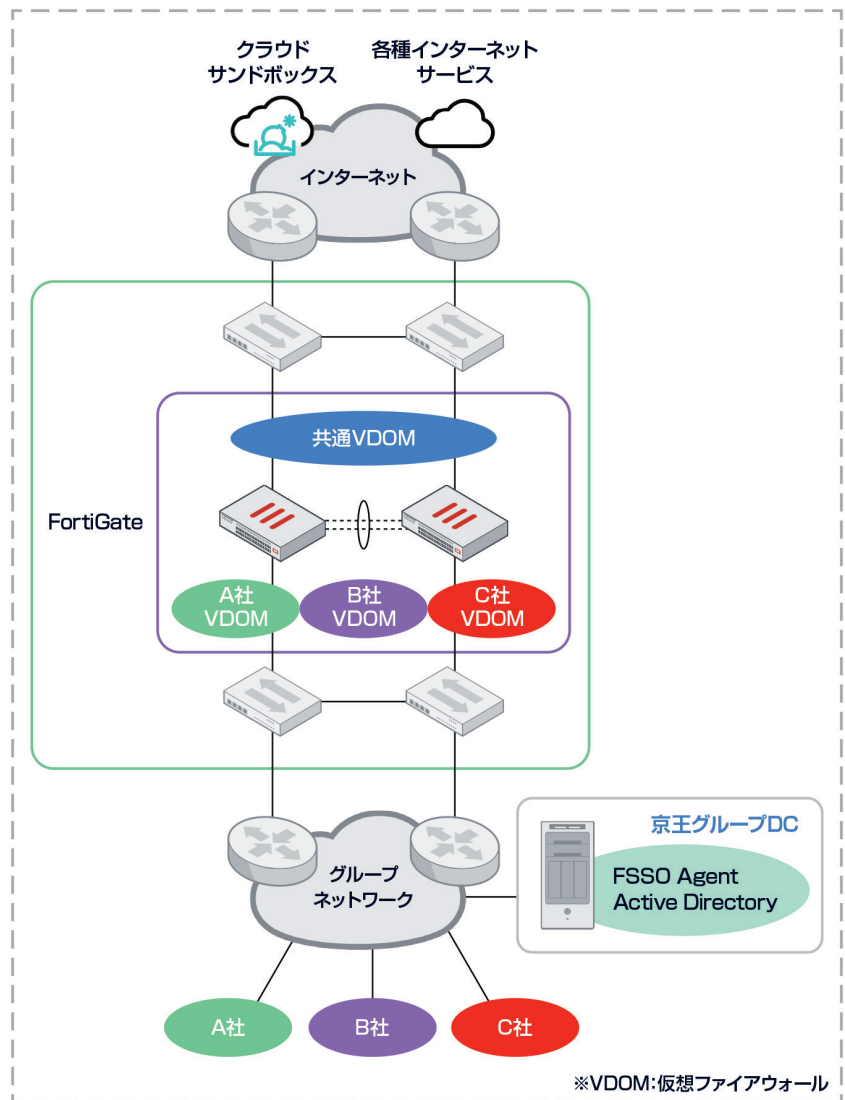 クラウド
サンドボックス
各種インターネット
サービス
インターネット
共通VDOM
FortiGate
A社
VDOM
B社
VDOM
C社
VDOM
京王グループDC
FSSO Agent
Active Directory
グループ
ネットワーク
A社
B社
C社
※VDOM:仮想ファイアウォール